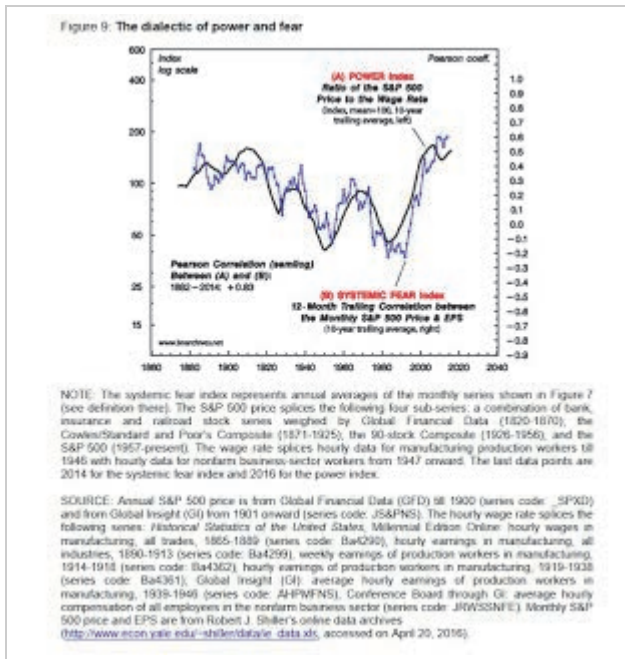 Figure 9: The dialectic of power and fear
600
400
200
100
50
25
15
Index
log scale
Pearson coeff.
1.0
0.9
0.8
0.7
0.6
0.5
0.4
0.3
0.2
0.1
0.0
−0.1
−0.2
−0.3
−0.4
−0.5
−0.6
−0.7
−0.8
−0.9
(A) POWER Index
Ratio of the S&P 500
Price to the Wage Rate
(index, mean=100, 10-year
trailing average, left)
Pearson Correlation (semilog)
Between (A) and (B):
1882−2014: +0.83
(B) SYSTEMIC FEAR Index
12-Month Trailing Correlation between
the Monthly S&P 500 Price & EPS
(10-year trailing average, right)
www.bnarchives.net
1860 1880 1900 1920 1940 1960 1980 2000 2020 2040
NOTE: The systemic fear index represents annual averages of the monthly series shown in Figure 7
(see definition there). The S&P 500 price splices the following four sub-series: a combination of bank,
insurance and railroad stock series weighed by Global Financial Data (1820-1870); the
Cowles/Standard and Poor's Composite (1871-1925); the 90-stock Composite (1926-1956); and the
S&P 500 (1957-present). The wage rate splices hourly data for manufacturing production workers till
1946 with hourly data for nonfarm business-sector workers from 1947 onward. The last data points are
2014 for the systemic fear index and 2016 for the power index.
SOURCE: Annual S&P 500 price is from Global Financial Data (GFD) till 1900 (series code: _SPXD)
and from Global Insight (GI) from 1901 onward (series code: JS&PNS). The hourly wage rate splices the
following series: Historical Statistics of the United States, Millennial Edition Online: hourly wages in
manufacturing, all trades, 1865-1889 (series code: Ba4290); hourly earnings in manufacturing, all
industries, 1890-1913 (series code: Ba4299); weekly earnings of production workers in manufacturing,
1914-1918 (series code: Ba4362); hourly earnings of production workers in manufacturing, 1919-1938
(series code: Ba4361); Global Insight (GI): average hourly earnings of production workers in
manufacturing, 1939-1946 (series code: AHPMFNS); Conference Board through GI: average hourly
compensation of all employees in the nonfarm business sector (series code: JRWSSNFE). Monthly S&P
500 price and EPS are from Robert J. Shiller's online data archives
(http://www.econ.yale.edu/~shiller/data/ie_data.xls, accessed on April 20, 2016).